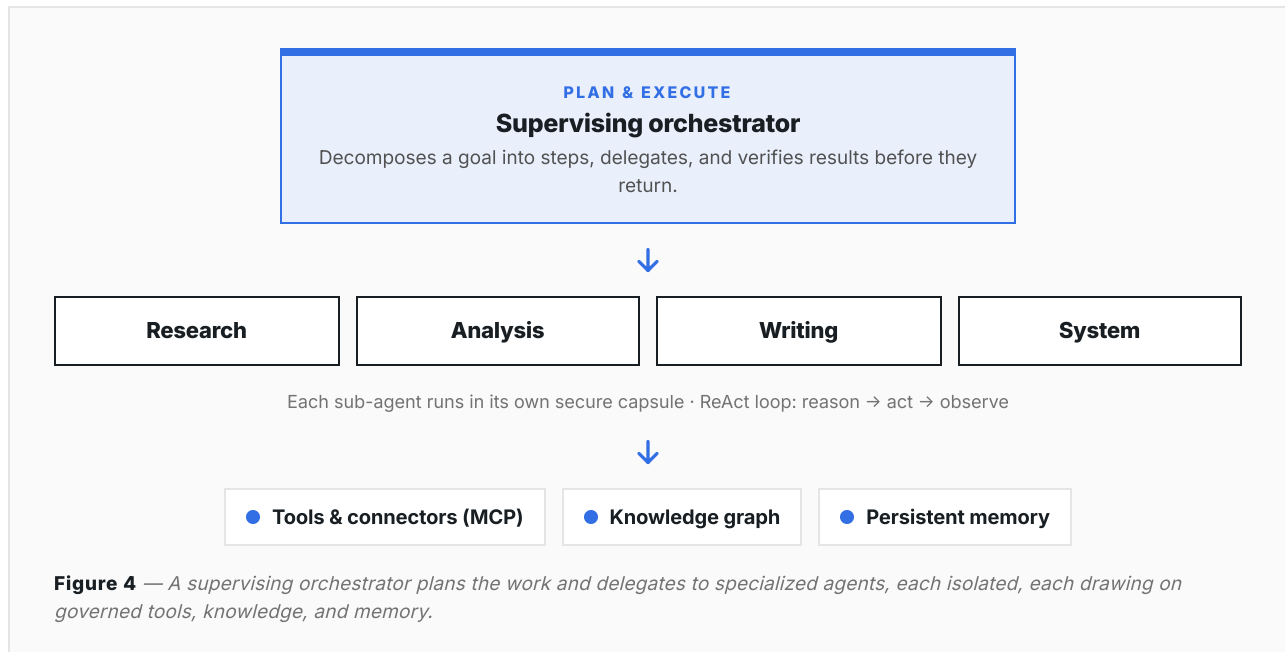 PLAN & EXECUTE
Supervising orchestrator
Decomposes a goal into steps, delegates, and verifies results before they
return.
Research
Analysis
Writing
System
Each sub-agent runs in its own secure capsule · ReAct loop: reason → act → observe
Tools & connectors (MCP)
Knowledge graph
Persistent memory
Figure 4 — A supervising orchestrator plans the work and delegates to specialized agents, each isolated, each drawing on
governed tools, knowledge, and memory.